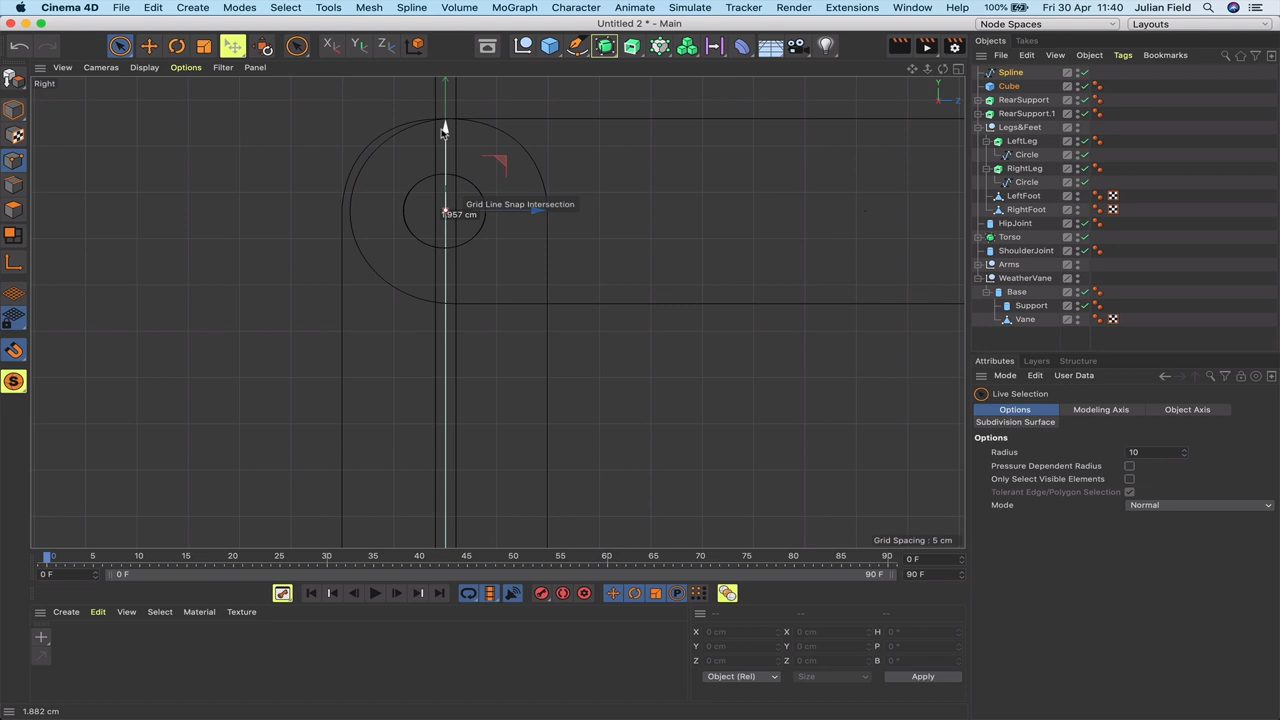 Cinema 4D File Edit Create Modes Select Tools Mesh Spline Volume MoGraph Character Animate Simulate Tracker Render Extensions Window Help 100% Fri 30 Apr 11:40 Julian Field
Untitled 2 * - Main
Node Spaces Layouts
Objects Takes
View Cameras Display Options Filter Panel
File Edit View Object Tags Bookmarks
Right
Y
Z
Spline
Cube
RearSupport
RearSupport.1
Legs&Feet
LeftLeg
Circle
RightLeg
Circle
LeftFoot
RightFoot
HipJoint
Torso
ShoulderJoint
Arms
WeatherVane
Base
Support
Vane
Grid Line Snap Intersection
Attributes Layers Structure
Mode Edit User Data
Live Selection
Options Modeling Axis Object Axis
Subdivision Surface
Options
Radius 10
Pressure Dependent Radius
Only Select Visible Elements
Tolerant Edge/Polygon Selection
Mode Normal
Grid Spacing : 5 cm
0 5 10 15 20 25 30 35 40 45 50 55 60 65 70 75 80 85 90 0 F
0 F 0 F 90 F 90 F
Create Edit View Select Material Texture
X 0 cm X 0 cm H 0 °
Y 0 cm Y 0 cm P 0 °
Z 0 cm Z 0 cm B 0 °
Object (Rel) Size Apply
1.882 cm